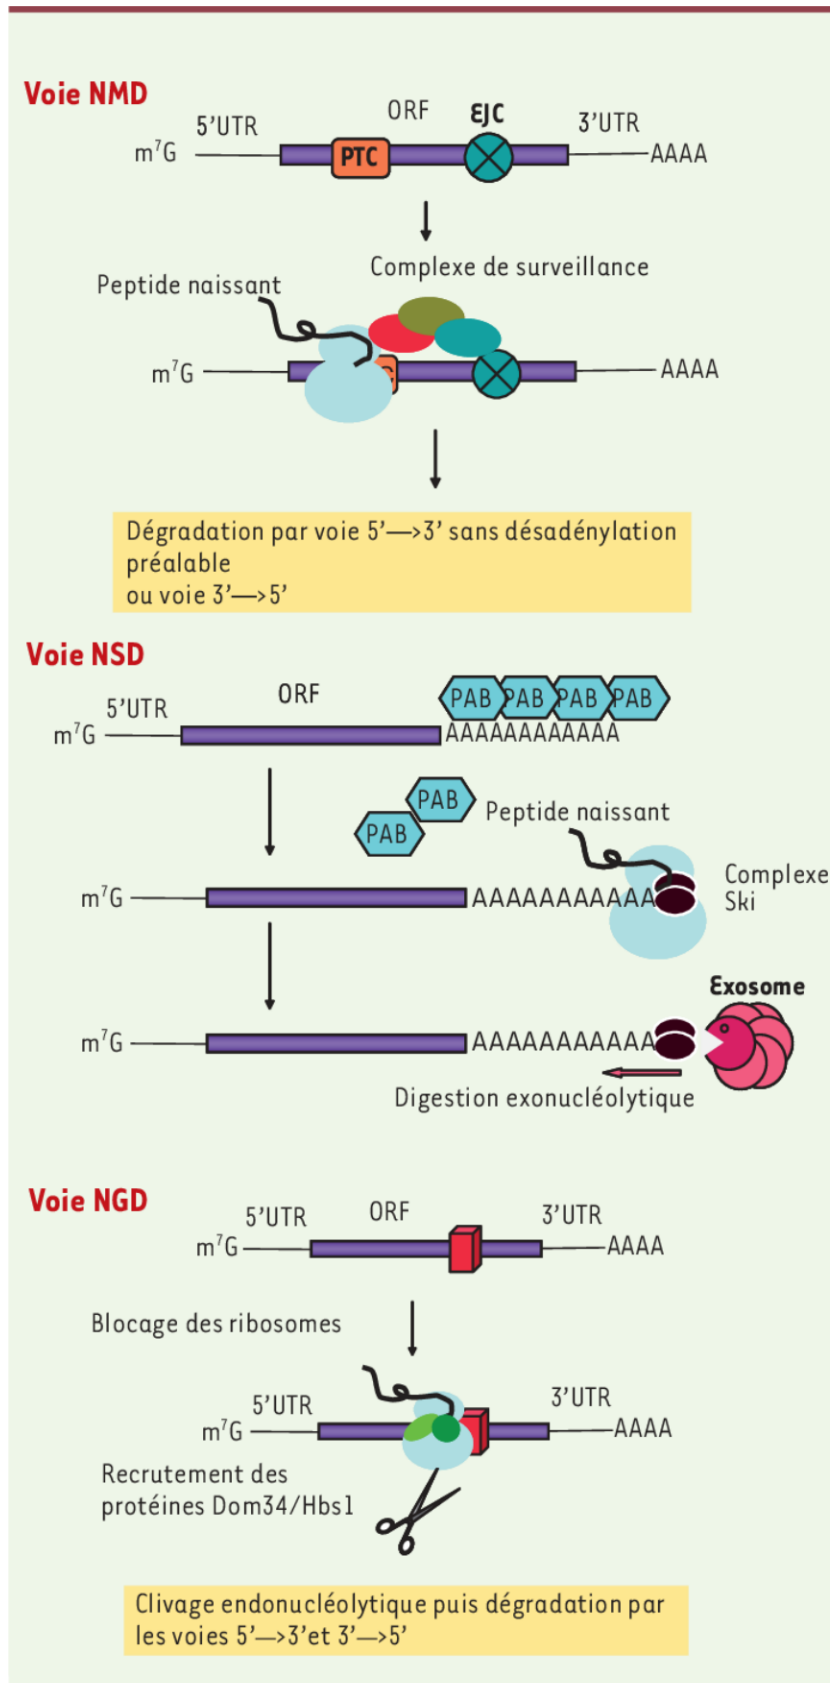 Voie NMD
5'UTR ORF EJC 3'UTR
m⁷G PTC AAAA
Complexe de surveillance
Peptide naissant
m⁷G C AAAA
Dégradation par voie 5'—>3' sans désadénylation
préalable
ou voie 3'—>5'
Voie NSD
5'UTR ORF PAB PAB PAB PAB
m⁷G AAAAAAAAAAAA
PAB
PAB
Peptide naissant
m⁷G AAAAAAAAAAA
Complexe
Ski
Exosome
m⁷G AAAAAAAAAAA
Digestion exonucléolytique
Voie NGD
5'UTR ORF 3'UTR
m⁷G AAAA
Blocage des ribosomes
5'UTR 3'UTR
m⁷G AAAA
Recrutement des
protéines Dom34/Hbs1
Clivage endonucléolytique puis dégradation par
les voies 5'—>3'et 3'—>5'